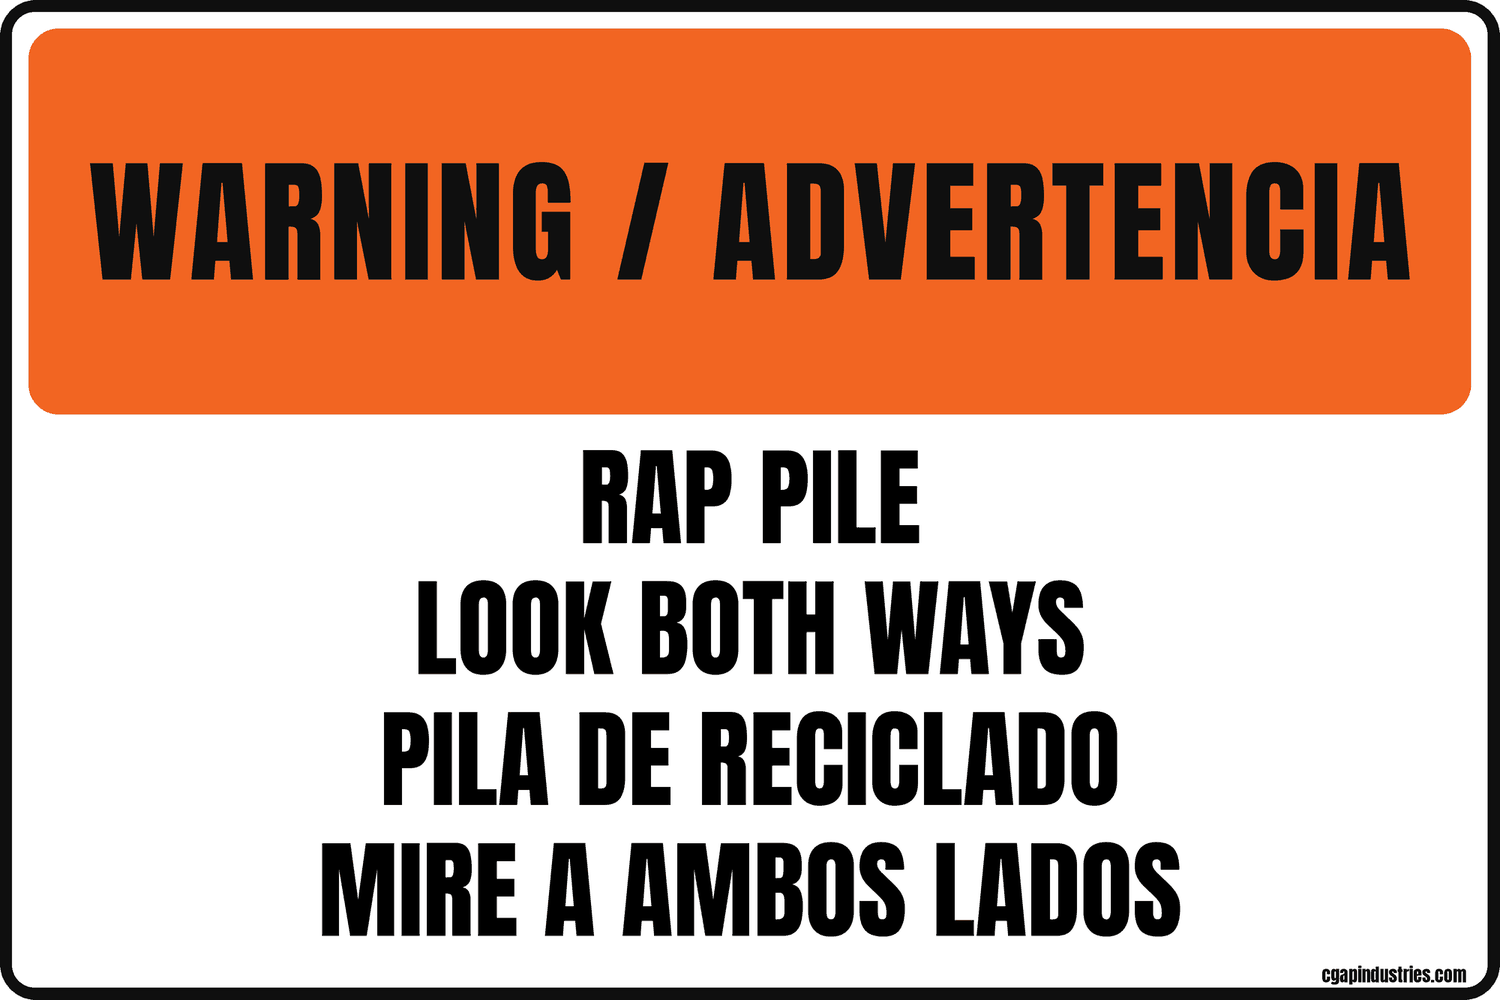 WARNING / ADVERTENCIA
RAP PILE
LOOK BOTH WAYS
PILA DE RECICLADO
MIRE A AMBOS LADOS
cgapindustries.com